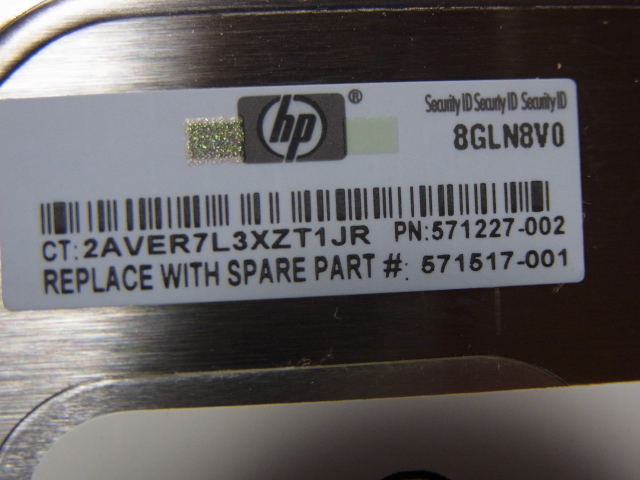 hp ®
Security ID Security ID Security ID
8GLN8V0
CT:2AVER7L3XZT1JR PN:571227-002
REPLACE WITH SPARE PART #: 571517-001